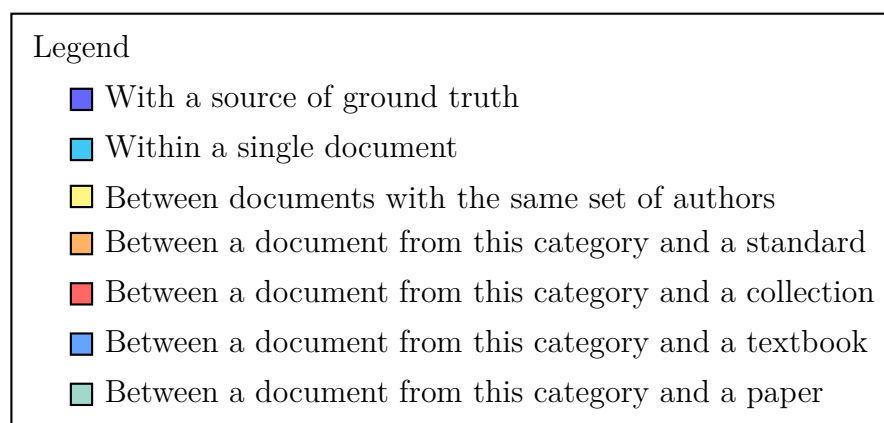 Legend
With a source of ground truth
Within a single document
Between documents with the same set of authors
Between a document from this category and a standard
Between a document from this category and a collection
Between a document from this category and a textbook
Between a document from this category and a paper